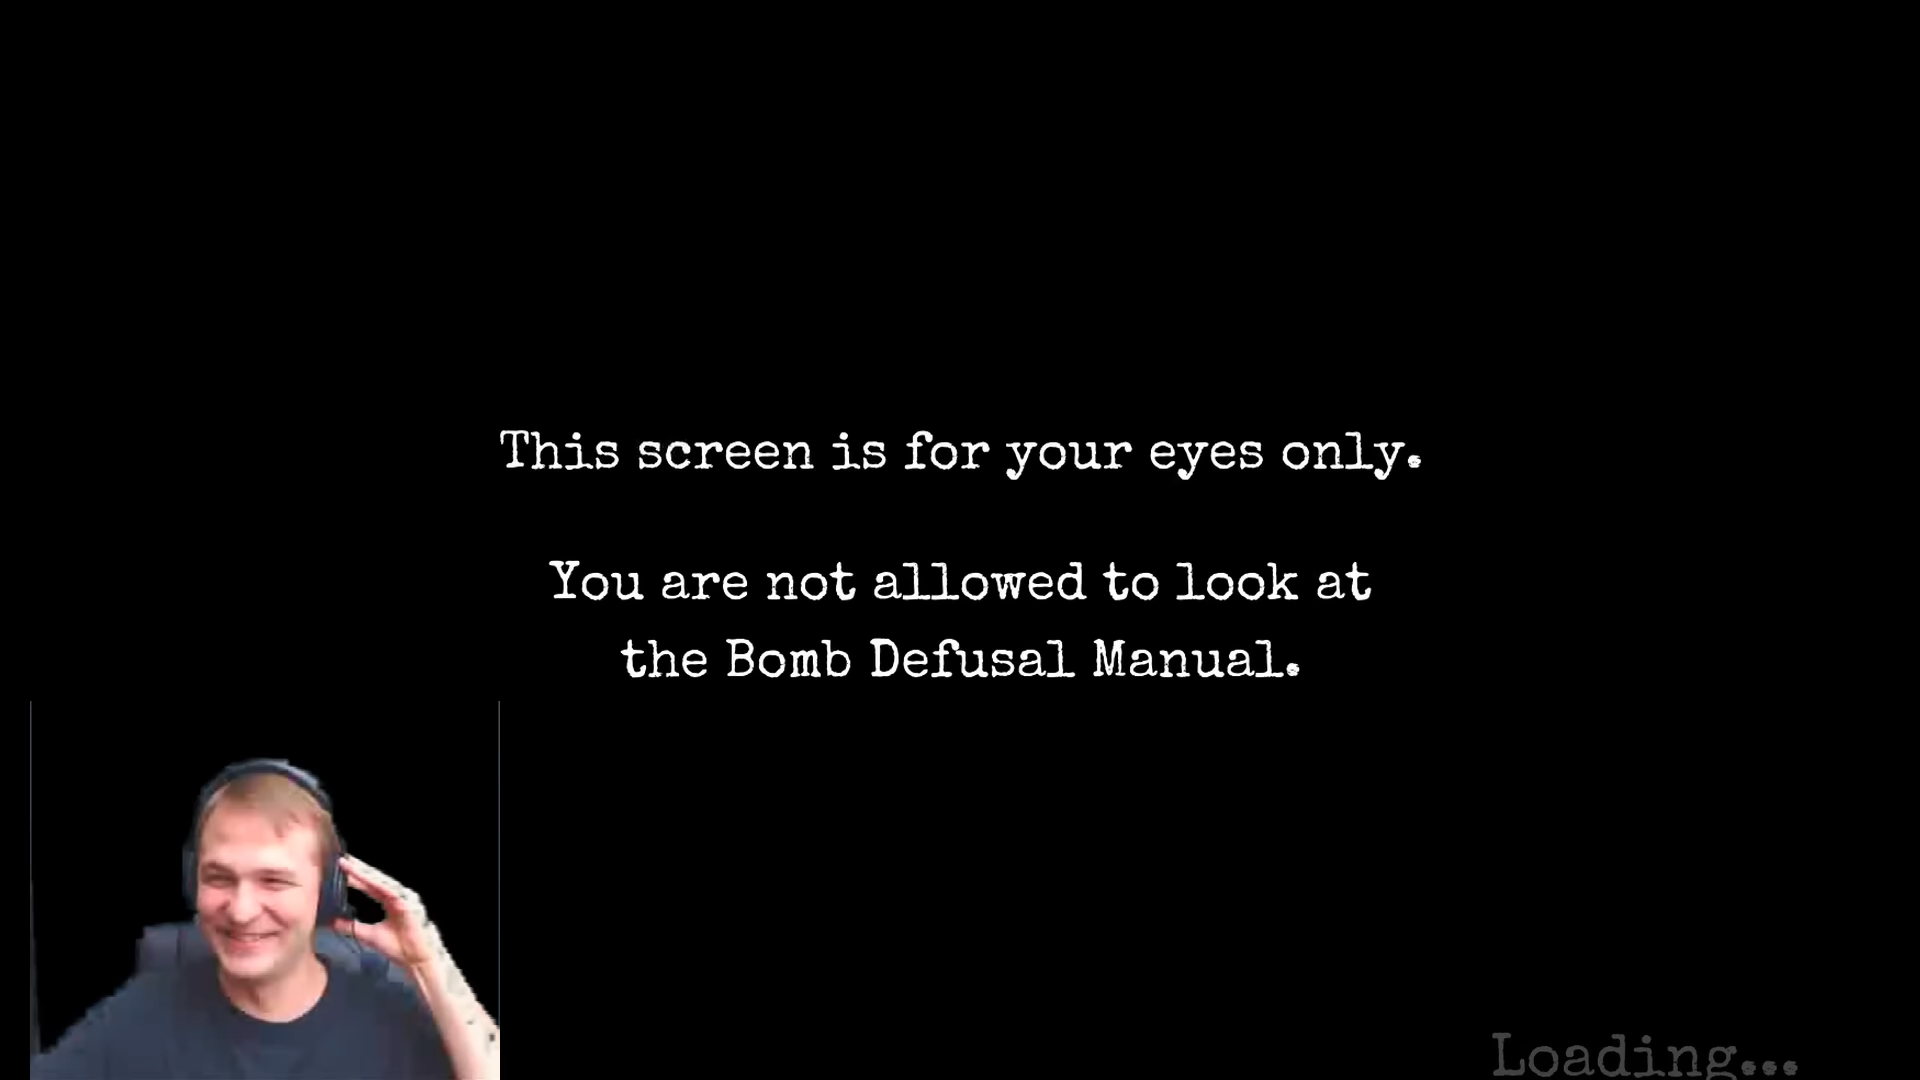 This screen is for your eyes only.
You are not allowed to look at
the Bomb Defusal Manual.
Loading...